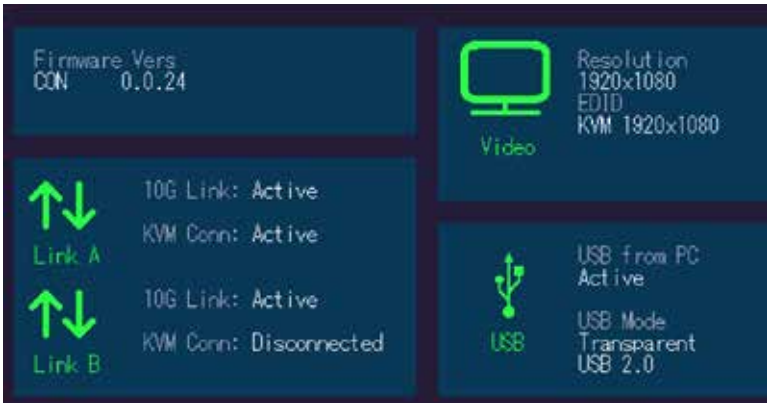 Firmware Vers
CON 0.0.24
10G Link: Active
KVM Conn: Active
Link A
10G Link: Active
KVM Conn: Disconnected
Link B
Video
Resolution
1920x1080
EDID
KVM 1920x1080
USB
USB from PC
Active
USB Mode
Transparent
USB 2.0